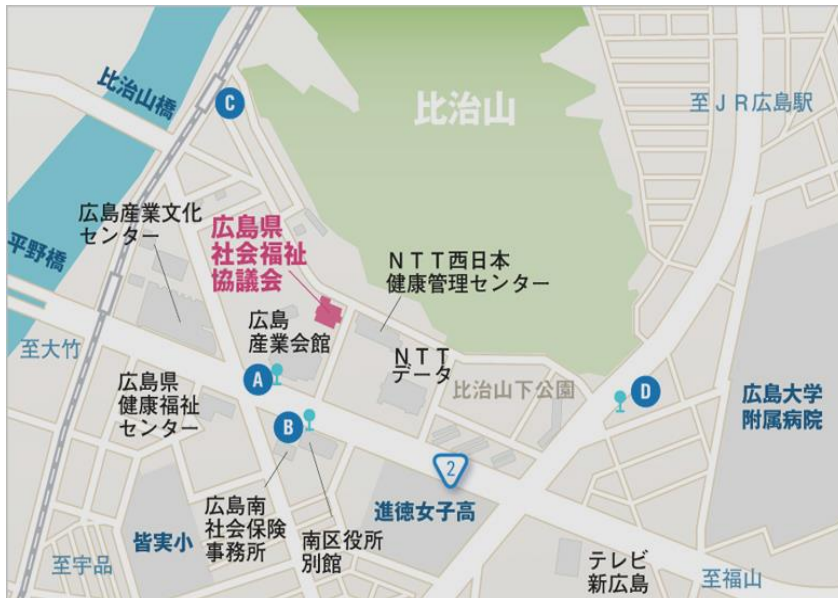 比治山橋
C
比治山
至ＪＲ広島駅
広島産業文化
センター
広島県
社会福祉
協議会
平野橋
ＮＴＴ西日本
健康管理センター
広島
産業会館
至大竹
ＮＴＴ
データ
A
広島県
健康福祉
センター
比治山下公園
D
広島大学
附属病院
B
2
広島南
社会保険
事務所
進徳女子高
皆実小
南区役所
別館
至宇品
テレビ
新広島
至福山